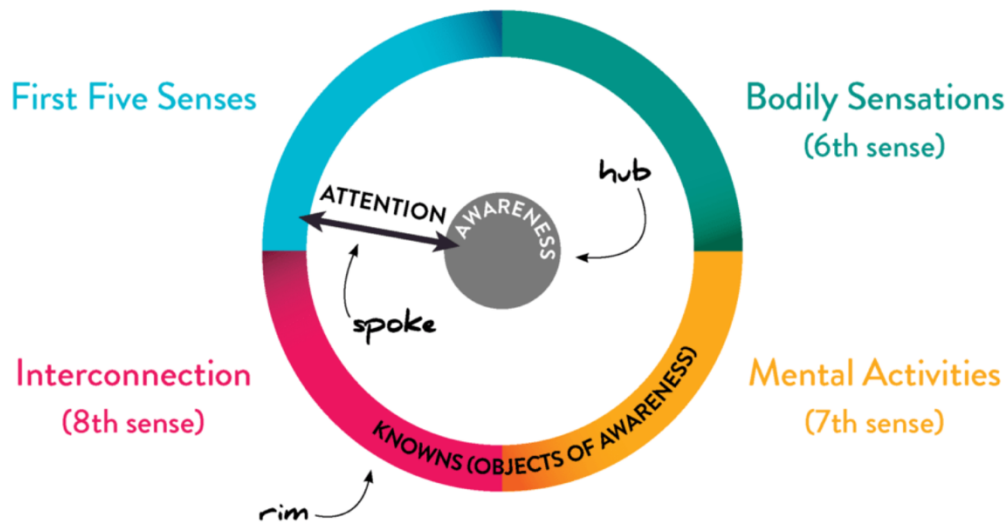 First Five Senses
Bodily Sensations
(6th sense)
hub
ATTENTION
AWARENESS
spoke
Interconnection
(8th sense)
Mental Activities
(7th sense)
KNOWNS (OBJECTS OF AWARENESS)
rim